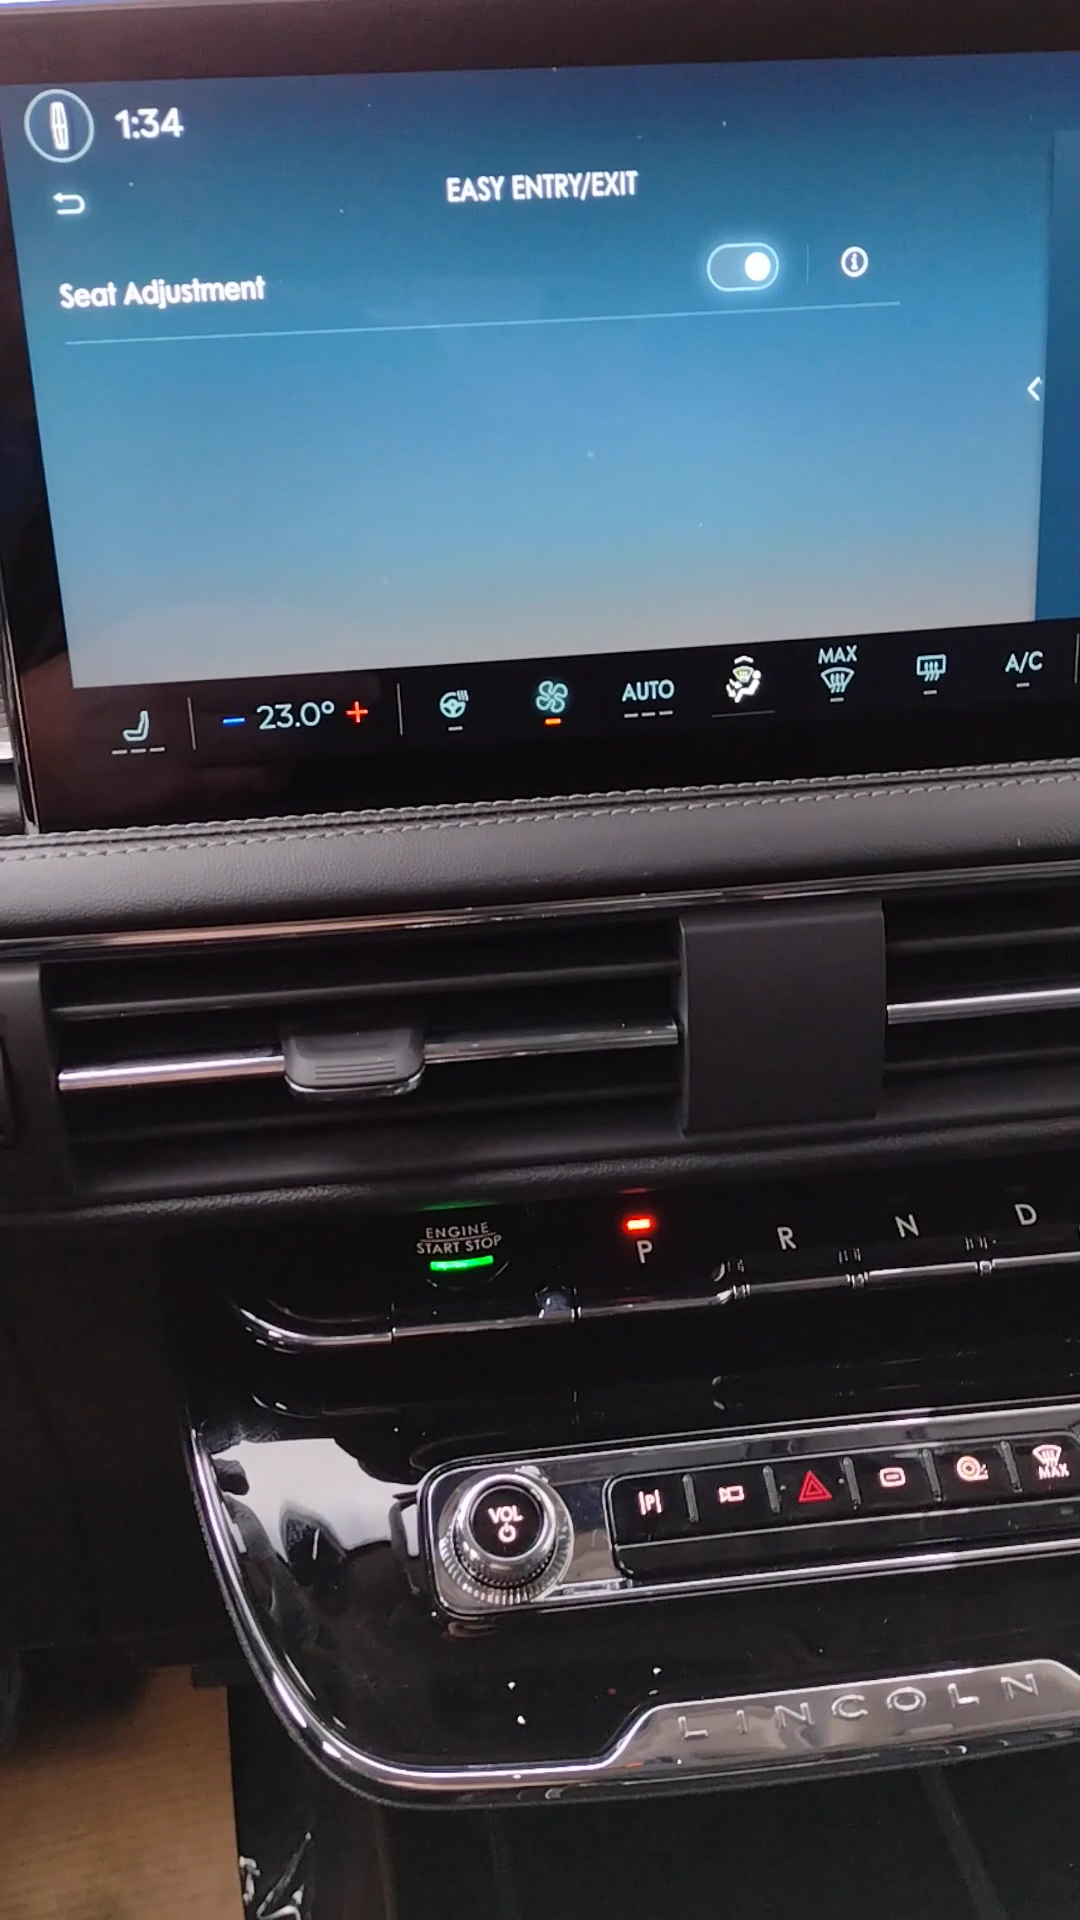 1:34
EASY ENTRY/EXIT
Seat Adjustment
23.0°
AUTO
MAX
A/C
ENGINE
START STOP
P
R
N
D
VOL
P
MAX
LINCOLN